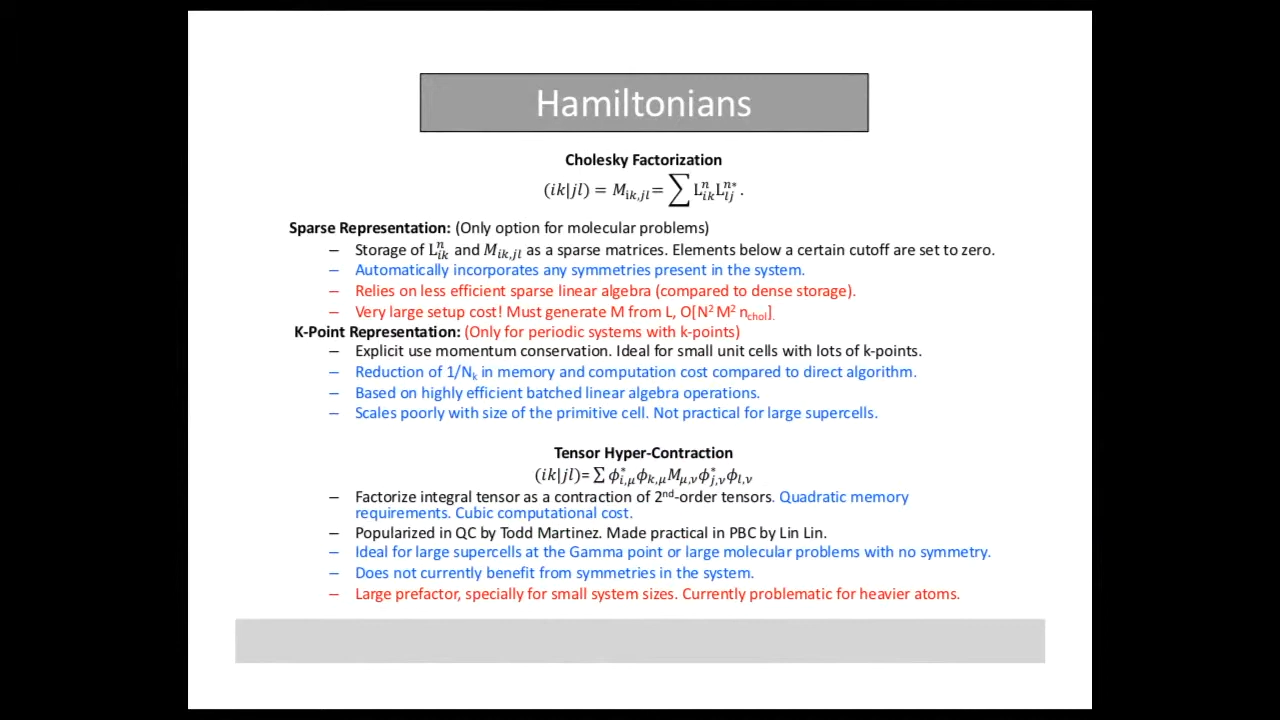 Hamiltonians
Cholesky Factorization
(ik|jl) = M_{ik,jl} = ∑ L^n_{ik} L^{n*}_{lj} .
Sparse Representation: (Only option for molecular problems)
– Storage of L^n_{ik} and M_{ik,jl} as a sparse matrices. Elements below a certain cutoff are set to zero.
– Automatically incorporates any symmetries present in the system.
– Relies on less efficient sparse linear algebra (compared to dense storage).
– Very large setup cost! Must generate M from L, O[N² M² n_{chol}].
K-Point Representation: (Only for periodic systems with k-points)
– Explicit use momentum conservation. Ideal for small unit cells with lots of k-points.
– Reduction of 1/N_k in memory and computation cost compared to direct algorithm.
– Based on highly efficient batched linear algebra operations.
– Scales poorly with size of the primitive cell. Not practical for large supercells.
Tensor Hyper-Contraction
(ik|jl)= ∑ ϕ^*_{i,μ} ϕ_{k,μ} M_{μ,ν} ϕ^*_{j,ν} ϕ_{l,ν}
– Factorize integral tensor as a contraction of 2nd-order tensors. Quadratic memory
requirements. Cubic computational cost.
– Popularized in QC by Todd Martinez. Made practical in PBC by Lin Lin.
– Ideal for large supercells at the Gamma point or large molecular problems with no symmetry.
– Does not currently benefit from symmetries in the system.
– Large prefactor, specially for small system sizes. Currently problematic for heavier atoms.